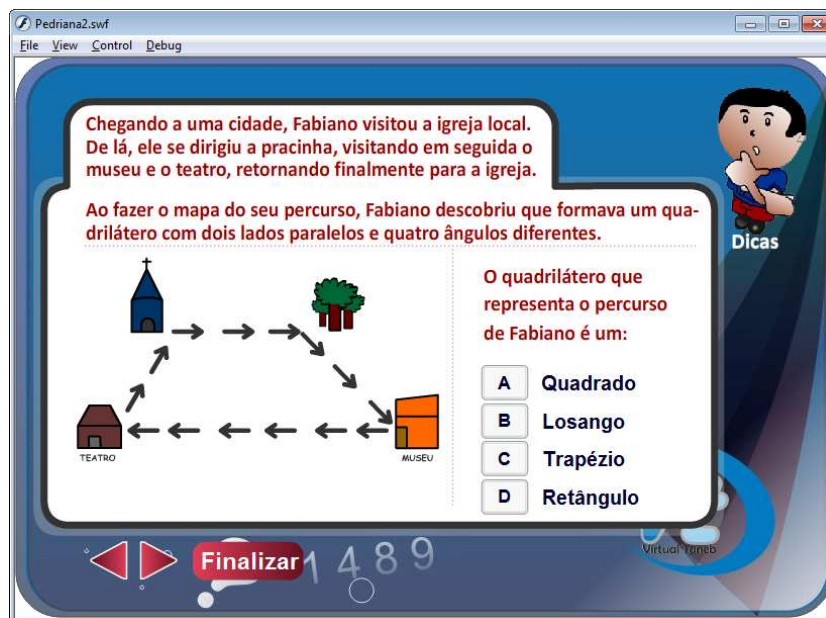 Pedriana2.swf
File View Control Debug
Chegando a uma cidade, Fabiano visitou a igreja local.
De lá, ele se dirigiu a pracinha, visitando em seguida o
museu e o teatro, retornando finalmente para a igreja.
Ao fazer o mapa do seu percurso, Fabiano descobriu que formava um qua-
drilátero com dois lados paralelos e quatro ângulos diferentes.
Dicas
O quadrilátero que
representa o percurso
de Fabiano é um:
A Quadrado
B Losango
C Trapézio
D Retângulo
TEATRO
MUSEU
Finalizar
1 4 8 9
Virtual